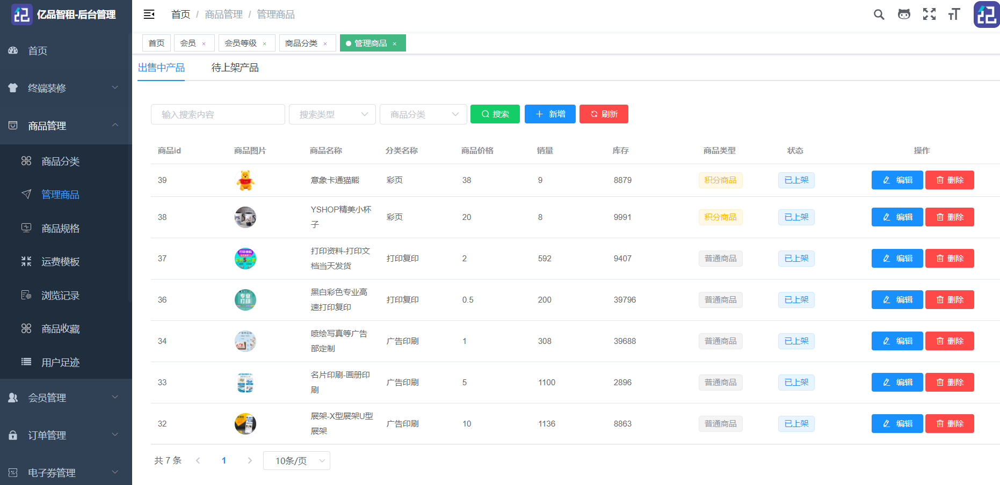 亿品智租-后台管理
首页
终端装修
商品管理
商品分类
管理商品
商品规格
运费模板
浏览记录
商品收藏
用户足迹
会员管理
订单管理
电子券管理
首页 / 商品管理 / 管理商品
首页 会员 × 会员等级 × 商品分类 × 管理商品 ×
出售中产品 待上架产品
输入搜索内容 搜索类型 商品分类 搜索 新增 刷新
商品id 商品图片 商品名称 分类名称 商品价格 销量 库存 商品类型 状态 操作
39 意象卡通猫熊 彩页 38 9 8879 积分商品 已上架 编辑 删除
38 YSHOP精美小杯子 彩页 20 8 9991 积分商品 已上架 编辑 删除
37 打印资料-打印文档当天发货 打印复印 2 592 9407 普通商品 已上架 编辑 删除
36 专业打印 黑白彩色专业高速打印复印 打印复印 0.5 200 39796 普通商品 已上架 编辑 删除
34 喷绘写真等广告部定制 广告印刷 1 308 39688 普通商品 已上架 编辑 删除
33 名片印刷-画册印刷 广告印刷 5 1100 2896 普通商品 已上架 编辑 删除
32 展架-X型展架U型展架 广告印刷 10 1136 8863 普通商品 已上架 编辑 删除
共 7 条 1 10条/页